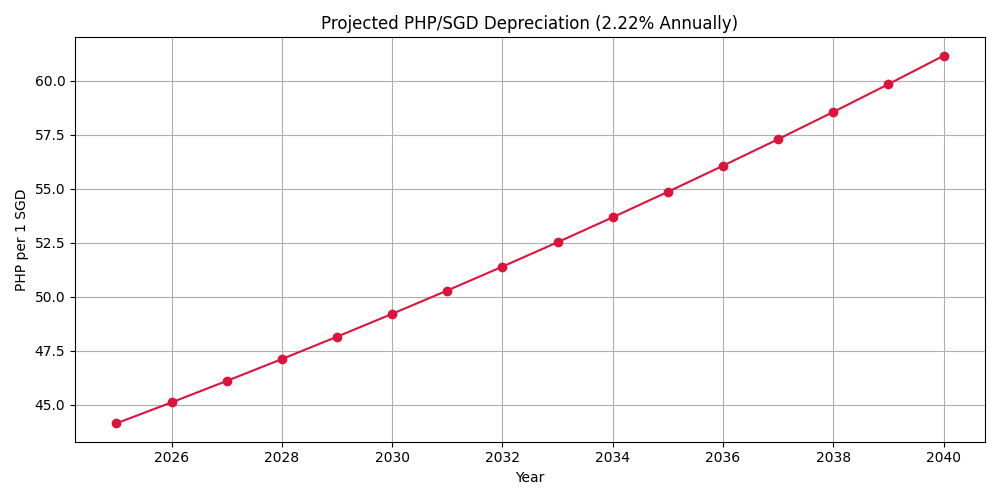 Projected PHP/SGD Depreciation (2.22% Annually)
PHP per 1 SGD
60.0
57.5
55.0
52.5
50.0
47.5
45.0
2026 2028 2030 2032 2034 2036 2038 2040
Year